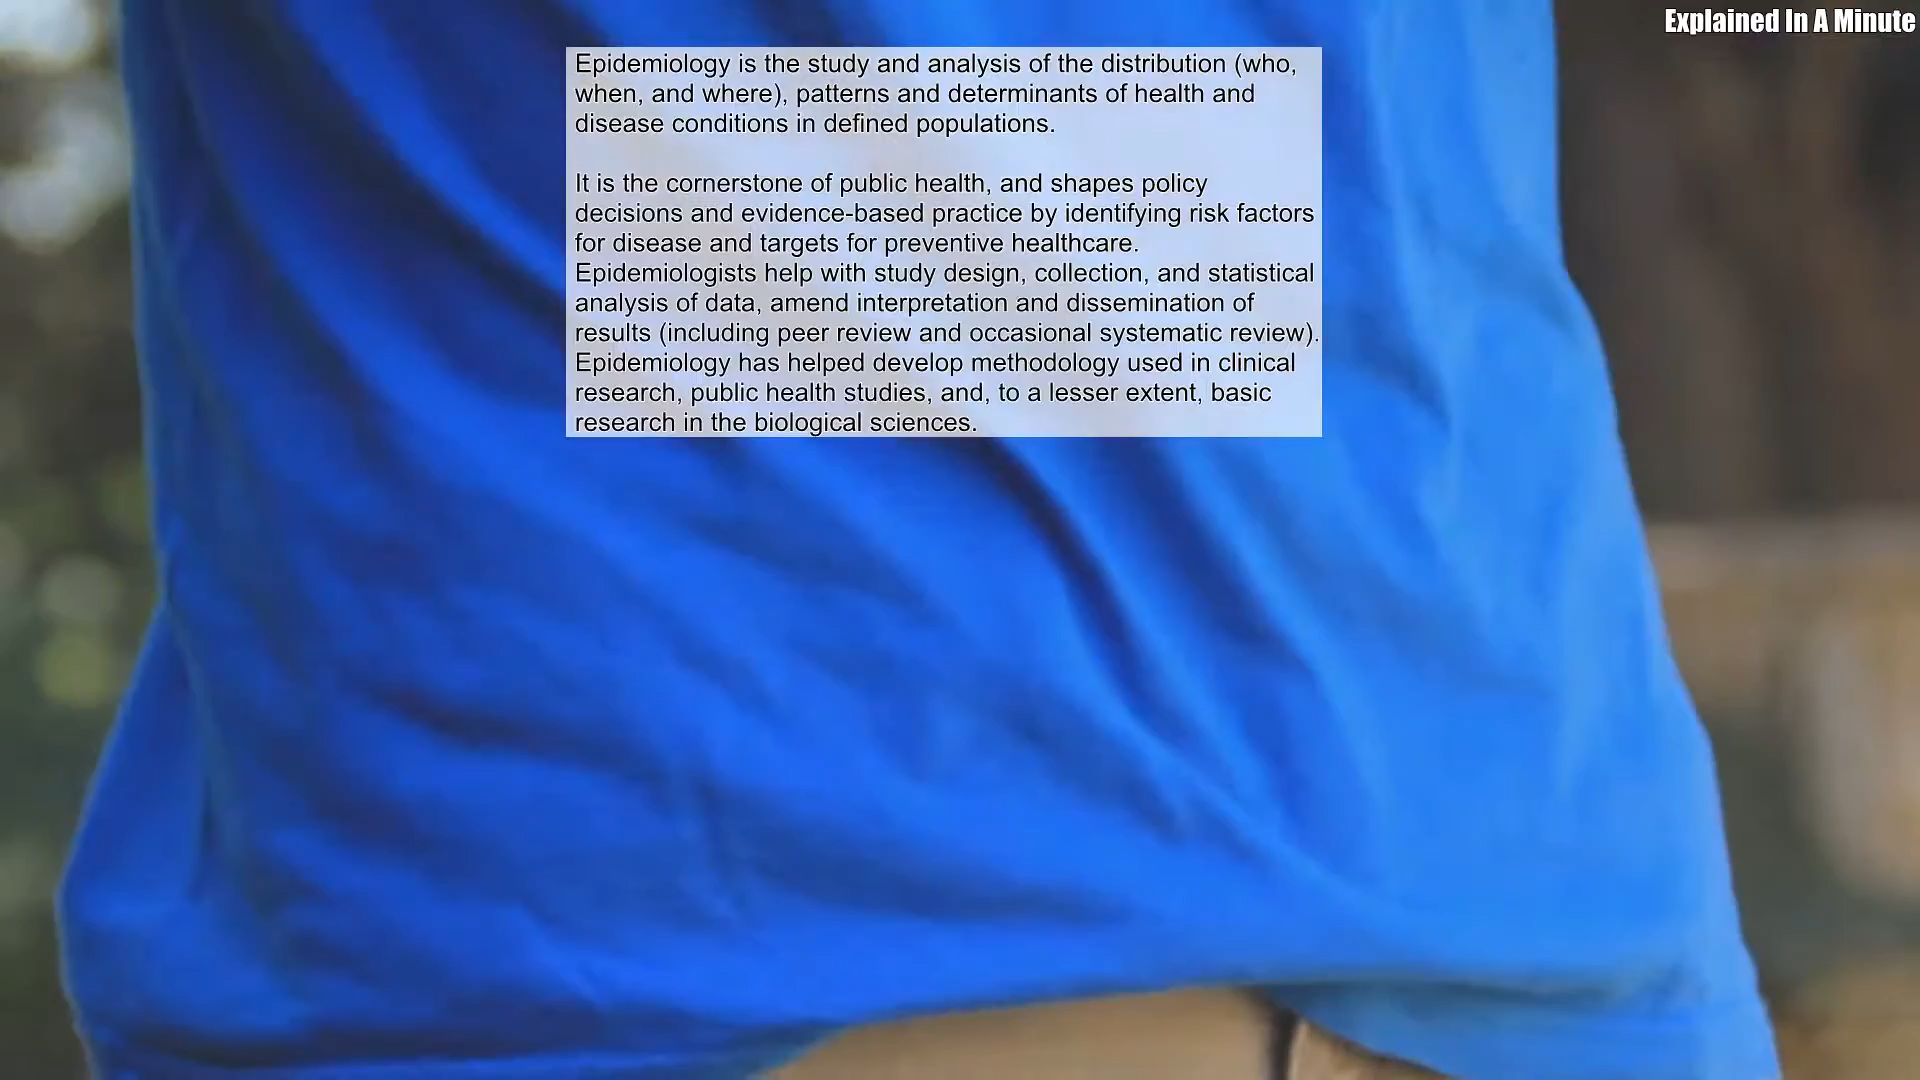 Explained In A Minute
Epidemiology is the study and analysis of the distribution (who,
when, and where), patterns and determinants of health and
disease conditions in defined populations.
It is the cornerstone of public health, and shapes policy
decisions and evidence-based practice by identifying risk factors
for disease and targets for preventive healthcare.
Epidemiologists help with study design, collection, and statistical
analysis of data, amend interpretation and dissemination of
results (including peer review and occasional systematic review).
Epidemiology has helped develop methodology used in clinical
research, public health studies, and, to a lesser extent, basic
research in the biological sciences.